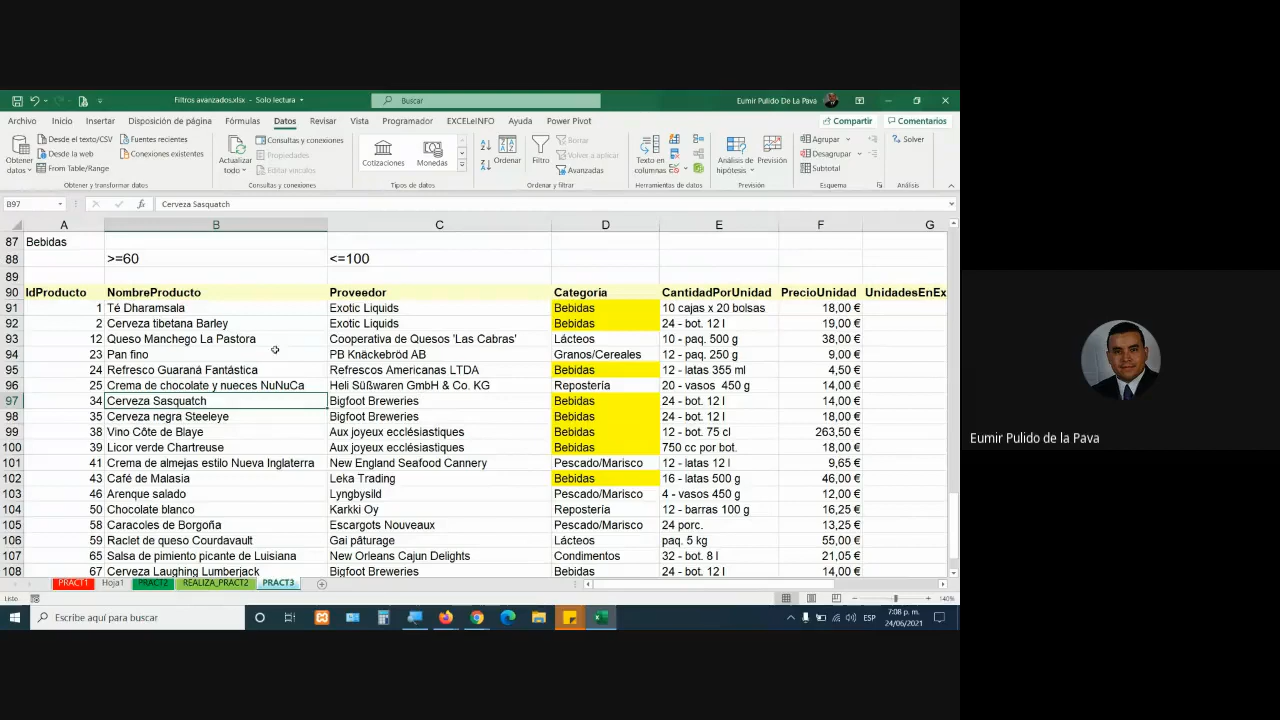 Filtros avanzados.xlsx - Solo lectura
Buscar
Eumir Pulido De La Pava
Archivo Inicio Insertar Disposición de página Fórmulas Datos Revisar Vista Programador EXCELeINFO Ayuda Power Pivot Compartir Comentarios
Obtener datos
Desde el texto/CSV
Desde la web
From Table/Range
Fuentes recientes
Conexiones existentes
Actualizar todo
Consultas y conexiones
Propiedades
Editar vínculos
Cotizaciones
Monedas
Ordenar
Filtro
Borrar
Volver a aplicar
Avanzadas
Texto en columnas
Análisis de hipótesis
Previsión
Agrupar
Desagrupar
Subtotal
Solver
Obtener y transformar datos Consultas y conexiones Tipos de datos Ordenar y filtrar Herramientas de datos Previsión Esquema Análisis
B97 fx Cerveza Sasquatch
A B C D E F G
87 Bebidas
88 >=60 <=100
89
90 IdProducto NombreProducto Proveedor Categoria CantidadPorUnidad PrecioUnidad UnidadesEnEx
91 1 Té Dharamsala Exotic Liquids Bebidas 10 cajas x 20 bolsas 18,00 €
92 2 Cerveza tibetana Barley Exotic Liquids Bebidas 24 - bot. 12 l 19,00 €
93 12 Queso Manchego La Pastora Cooperativa de Quesos 'Las Cabras' Lácteos 10 - paq. 500 g 38,00 €
94 23 Pan fino PB Knäckebröd AB Granos/Cereales 12 - paq. 250 g 9,00 €
95 24 Refresco Guaraná Fantástica Refrescos Americanas LTDA Bebidas 12 - latas 355 ml 4,50 €
96 25 Crema de chocolate y nueces NuNuCa Heli Süßwaren GmbH & Co. KG Repostería 20 - vasos 450 g 14,00 €
97 34 Cerveza Sasquatch Bigfoot Breweries Bebidas 24 - bot. 12 l 14,00 €
98 35 Cerveza negra Steeleye Bigfoot Breweries Bebidas 24 - bot. 12 l 18,00 €
99 38 Vino Côte de Blaye Aux joyeux ecclésiastiques Bebidas 12 - bot. 75 cl 263,50 €
100 39 Licor verde Chartreuse Aux joyeux ecclésiastiques Bebidas 750 cc por bot. 18,00 €
101 41 Crema de almejas estilo Nueva Inglaterra New England Seafood Cannery Pescado/Marisco 12 - latas 12 l 9,65 €
102 43 Café de Malasia Leka Trading Bebidas 16 - latas 500 g 46,00 €
103 46 Arenque salado Lyngbysild Pescado/Marisco 4 - vasos 450 g 12,00 €
104 50 Chocolate blanco Karkki Oy Repostería 12 - barras 100 g 16,25 €
105 58 Caracoles de Borgoña Escargots Nouveaux Pescado/Marisco 24 porc. 13,25 €
106 59 Raclet de queso Courdavault Gai pâturage Lácteos paq. 5 kg 55,00 €
107 65 Salsa de pimiento picante de Luisiana New Orleans Cajun Delights Condimentos 32 - bot. 8 l 21,05 €
108 67 Cerveza Laughing Lumberjack Bigfoot Breweries Bebidas 24 - bot. 12 l 14,00 €
PRACT1 Hoja1 PRACT2 REALIZA_PRACT2 PRACT3
Listo 140%
Escribe aquí para buscar
ESP
7:08 p. m.
24/06/2021
Eumir Pulido de la Pava